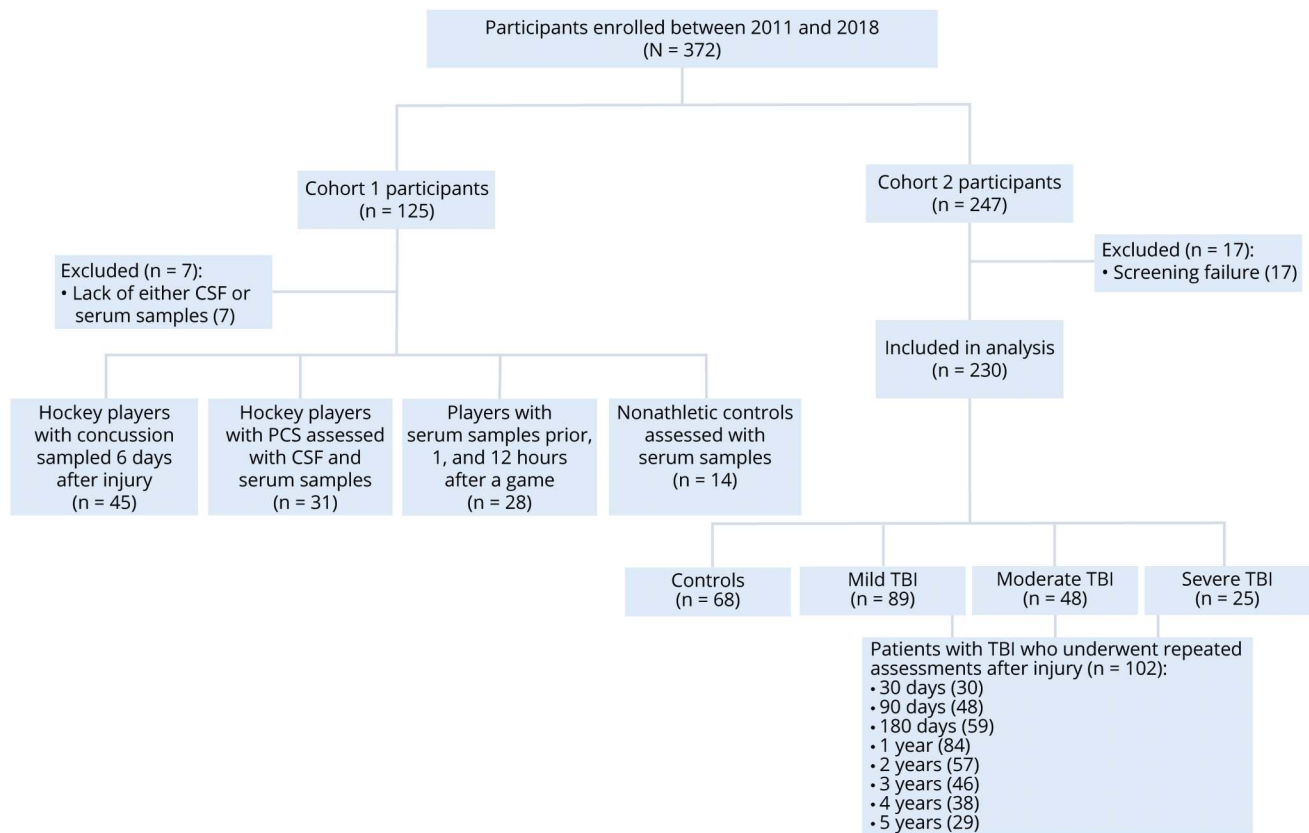 Participants enrolled between 2011 and 2018
(N = 372)
Cohort 1 participants
(n = 125)
Cohort 2 participants
(n = 247)
Excluded (n = 7):
• Lack of either CSF or
serum samples (7)
Excluded (n = 17):
• Screening failure (17)
Included in analysis
(n = 230)
Hockey players
with concussion
sampled 6 days
after injury
(n = 45)
Hockey players
with PCS assessed
with CSF and
serum samples
(n = 31)
Players with
serum samples prior,
1, and 12 hours
after a game
(n = 28)
Nonathletic controls
assessed with
serum samples
(n = 14)
Controls
(n = 68)
Mild TBI
(n = 89)
Moderate TBI
(n = 48)
Severe TBI
(n = 25)
Patients with TBI who underwent repeated
assessments after injury (n = 102):
• 30 days (30)
• 90 days (48)
• 180 days (59)
• 1 year (84)
• 2 years (57)
• 3 years (46)
• 4 years (38)
• 5 years (29)